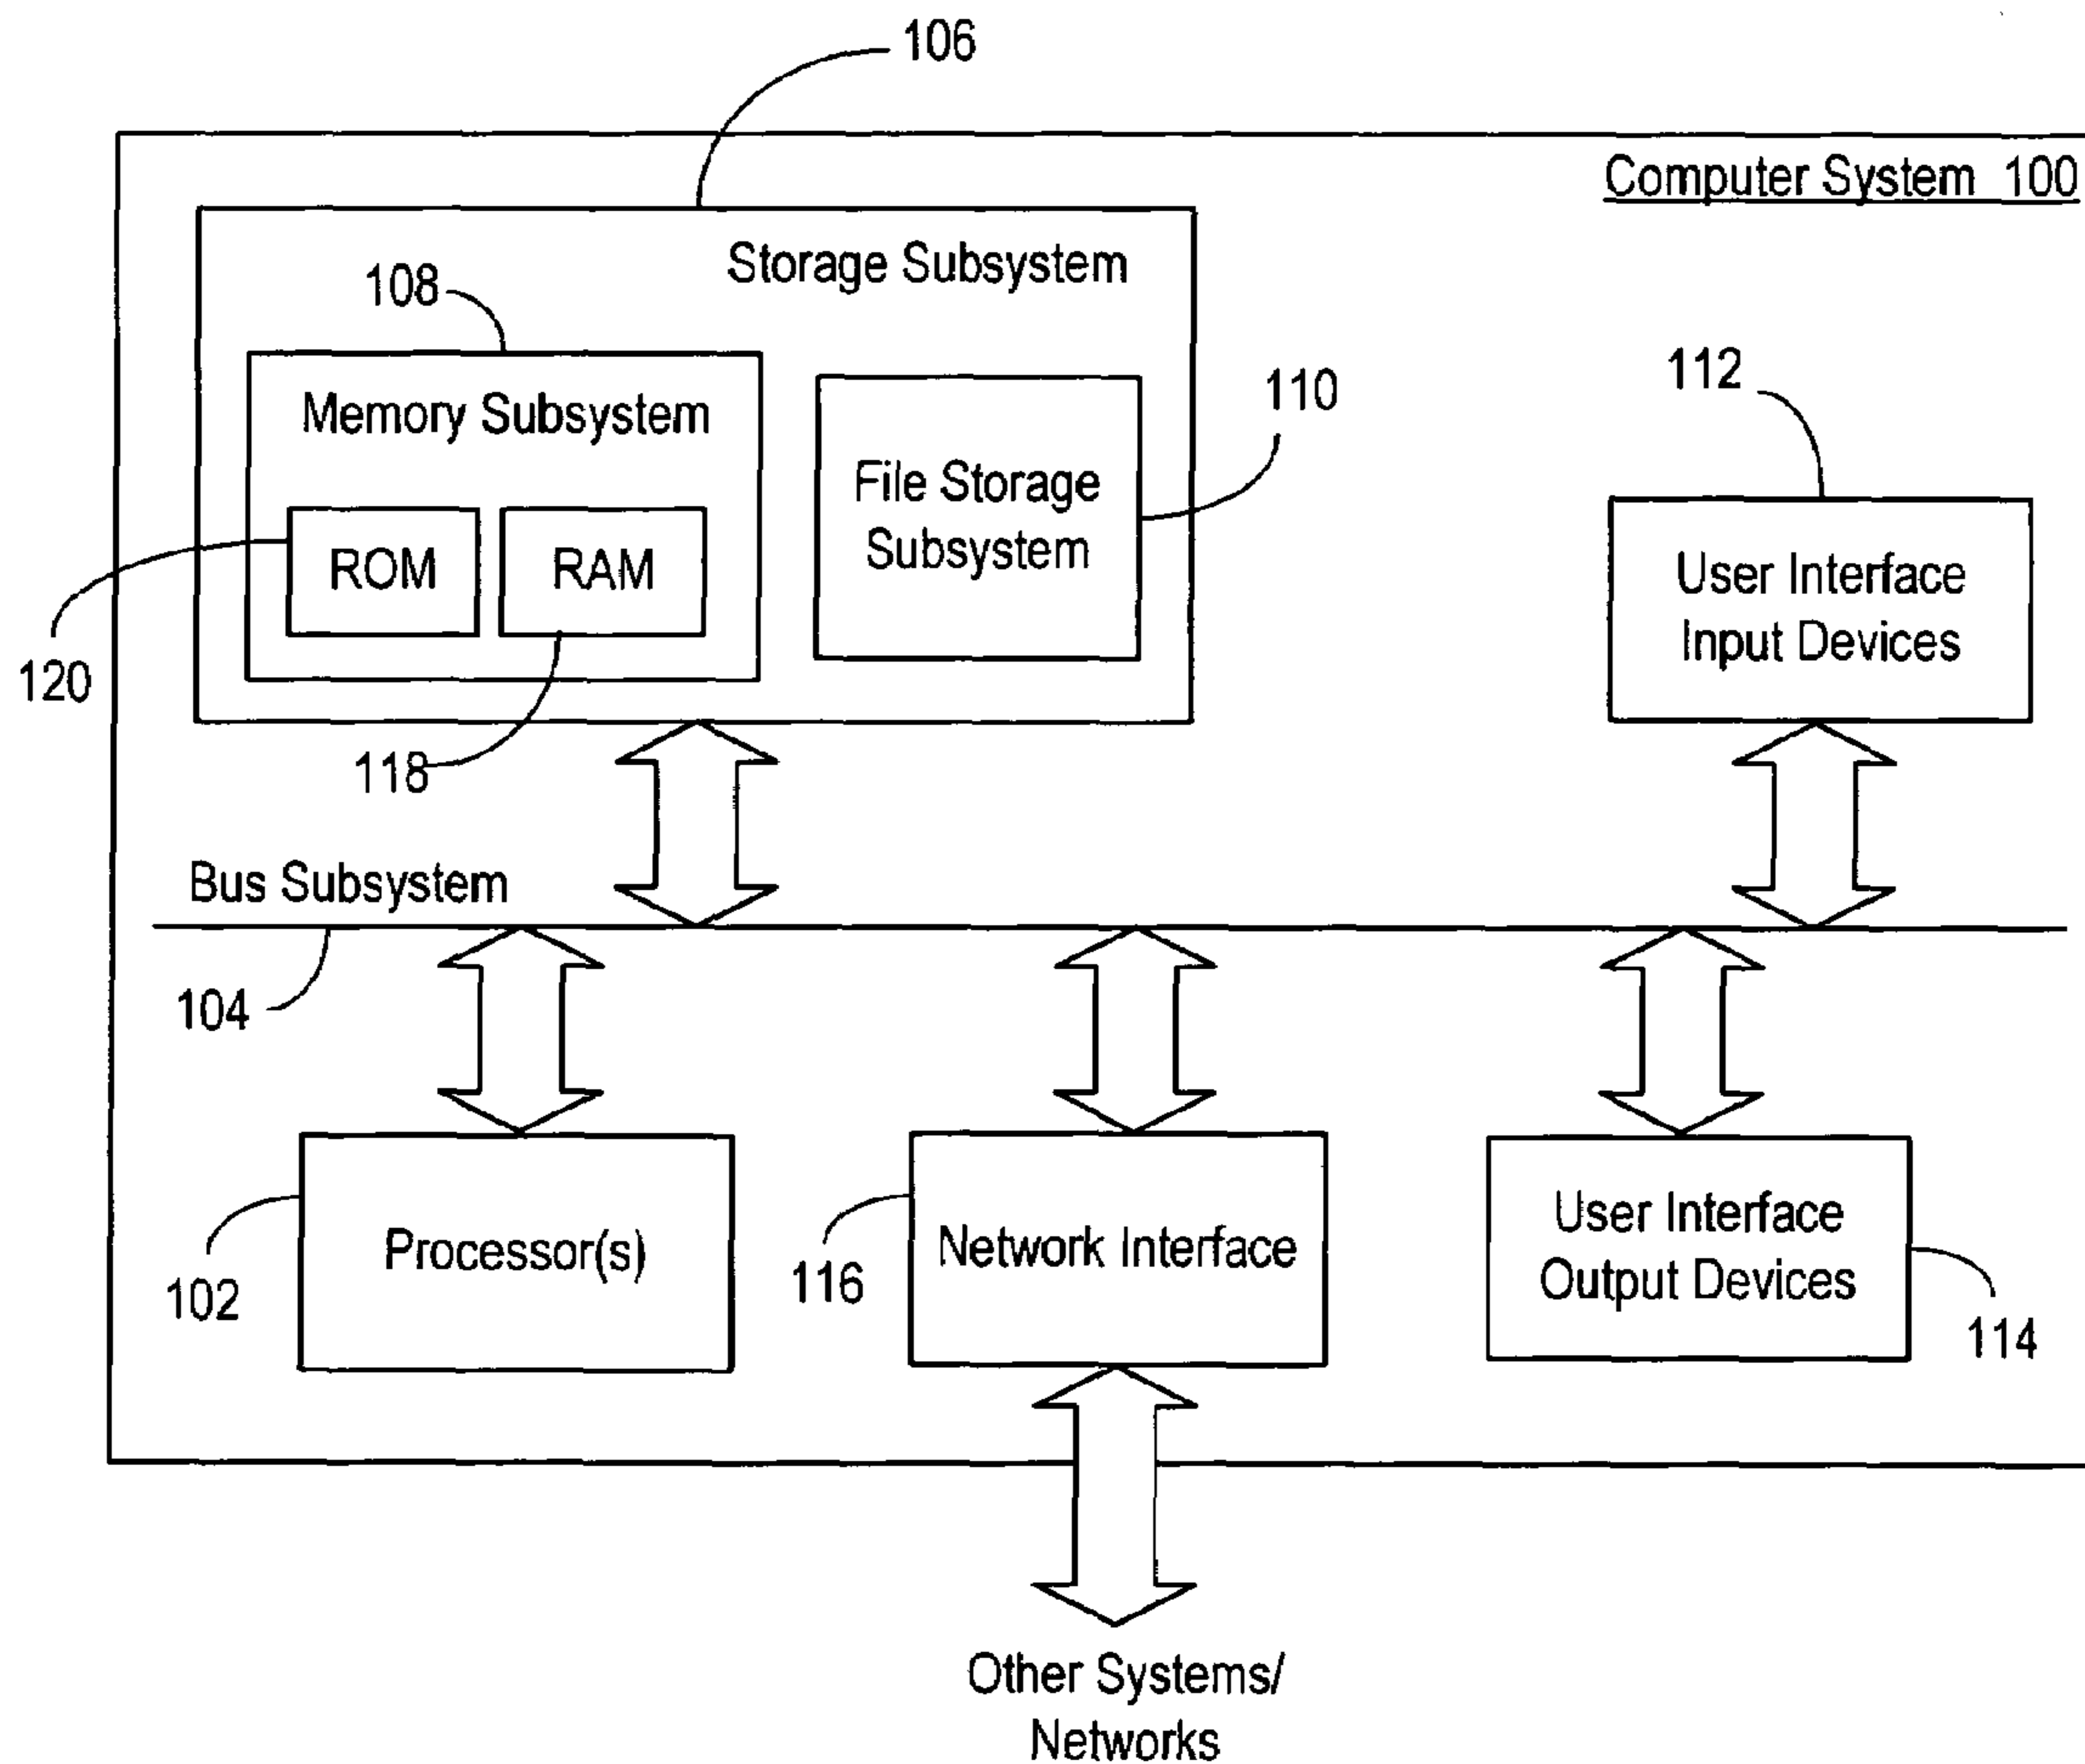 106
Computer System 100
Storage Subsystem
108
Memory Subsystem
110
112
File Storage
Subsystem
ROM
RAM
User Interface
Input Devices
120
118
Bus Subsystem
104
Processor(s)
102
Network Interface
116
User Interface
Output Devices
114
Other Systems/
Networks